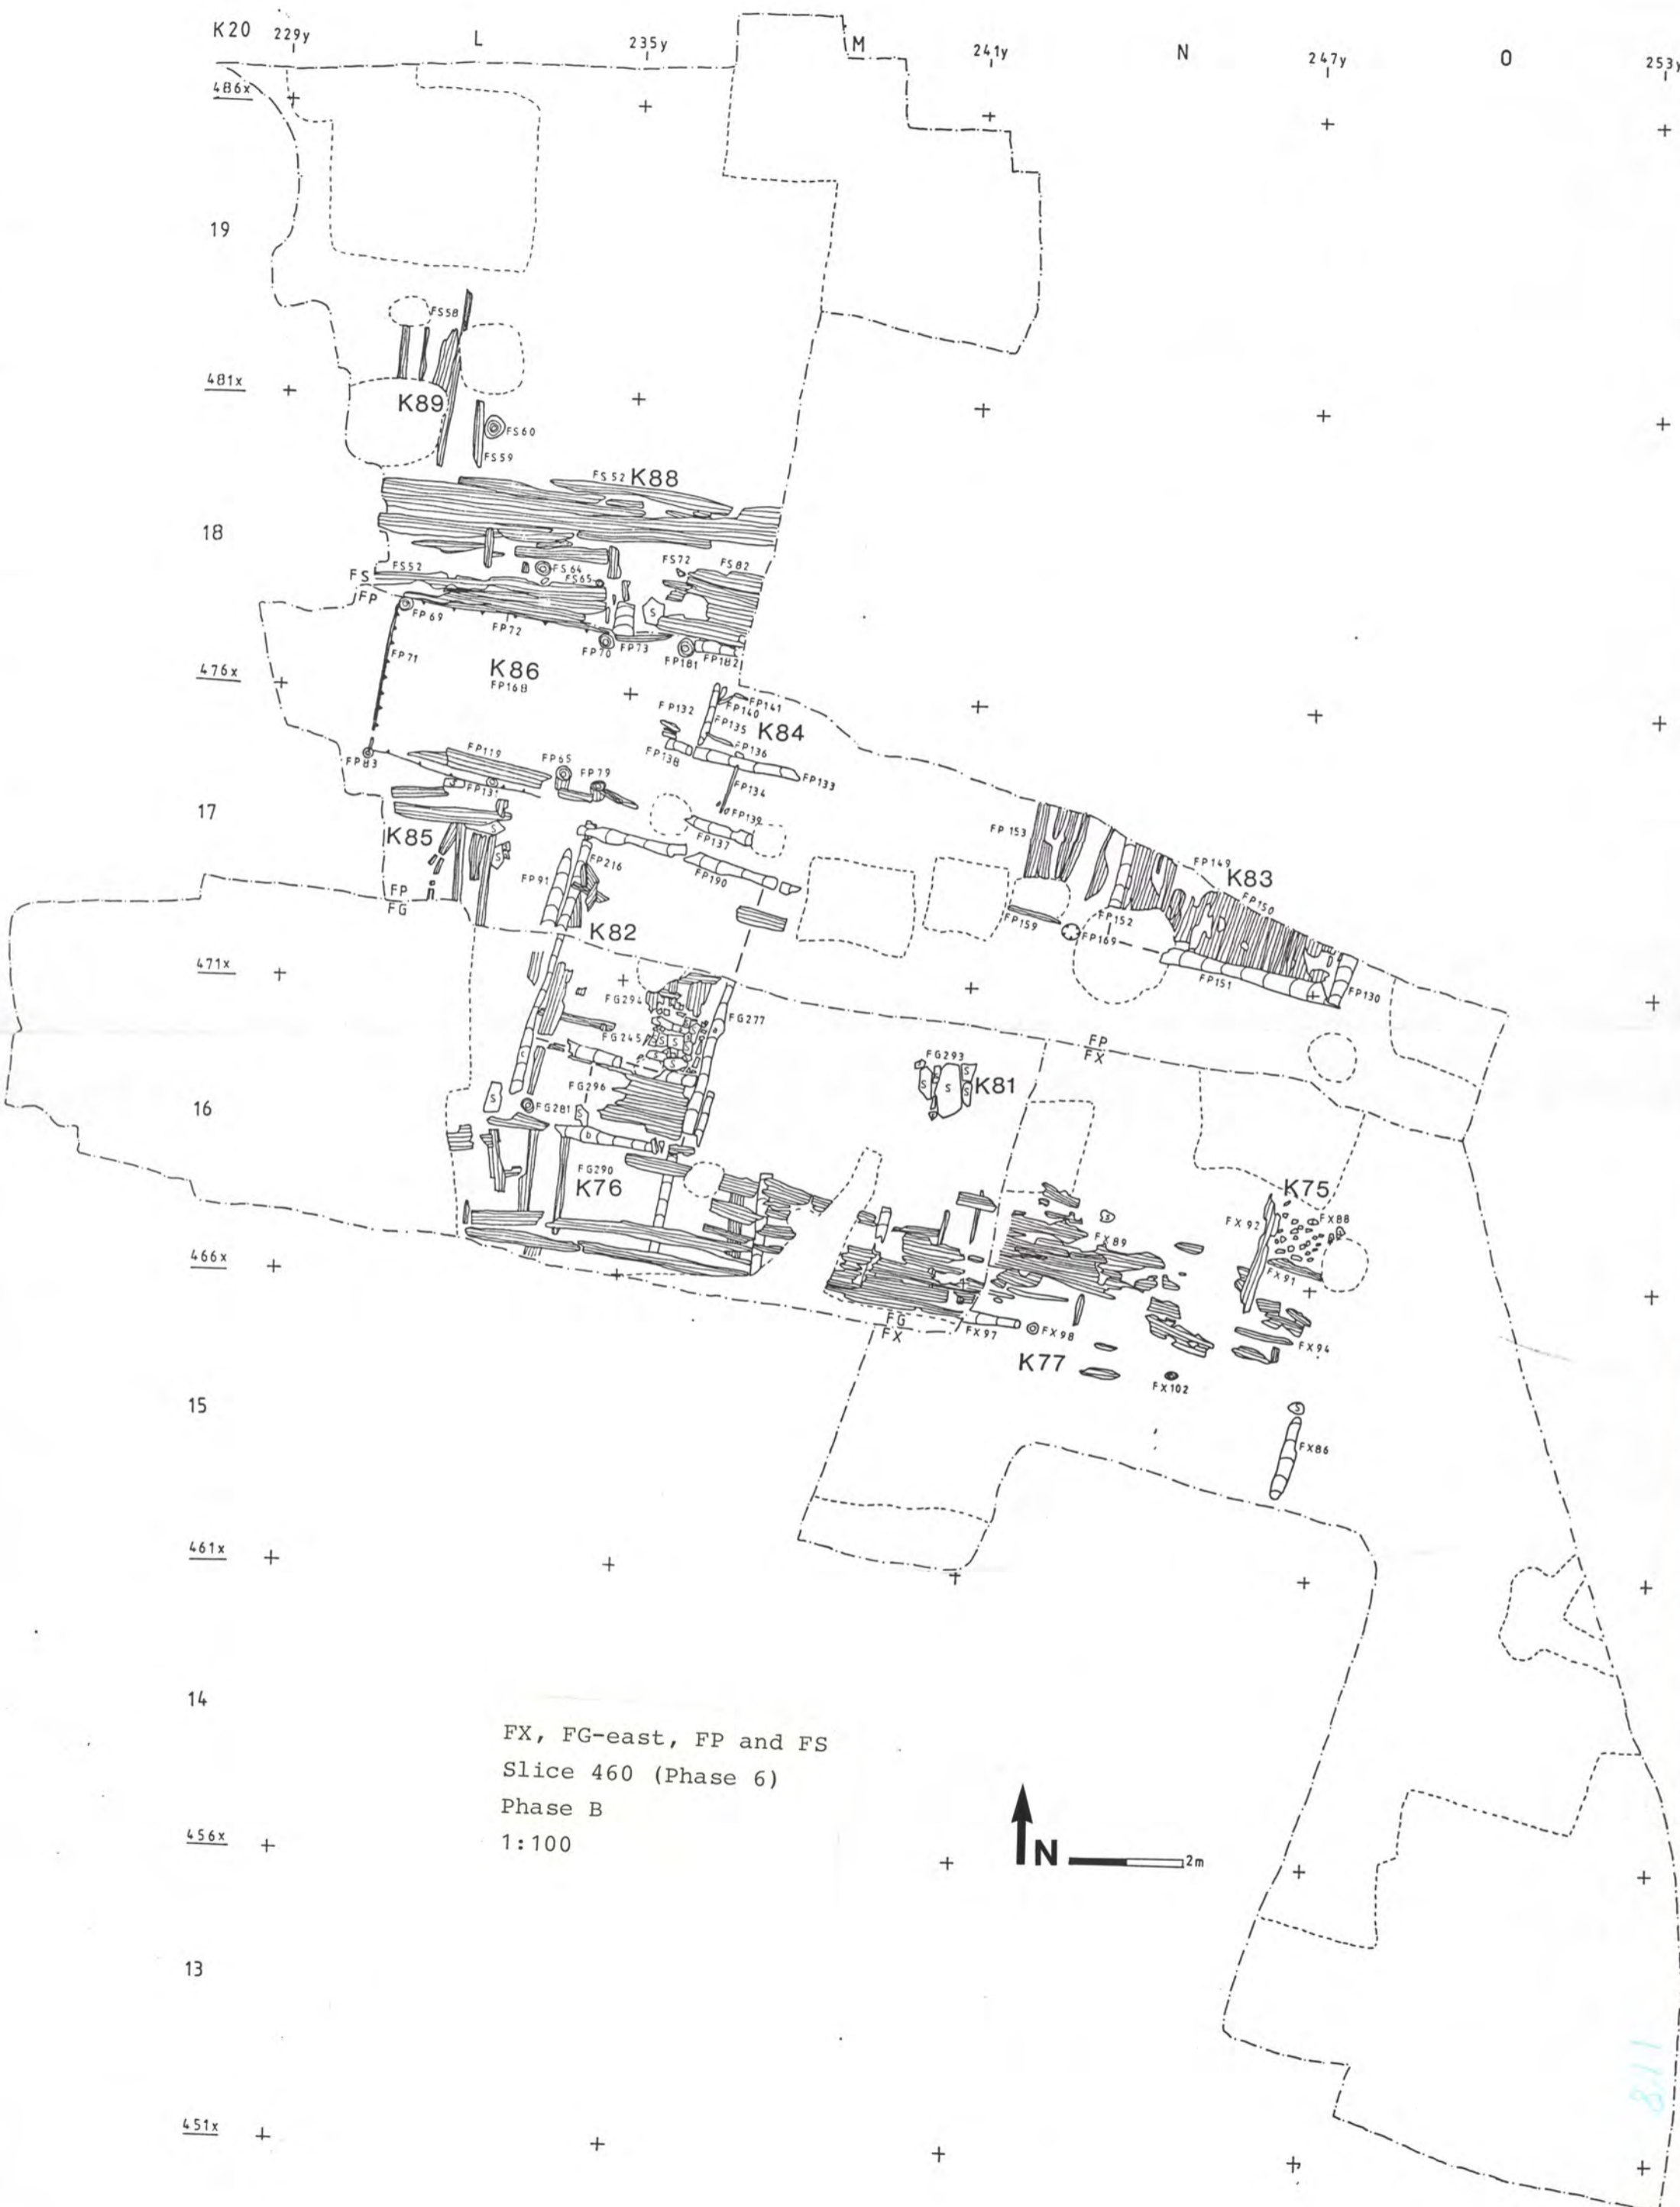 K20 229y L 235y M 241y N 247y O 253y
486x
19
FS58
481x
K89
FS60
FS59
FS52 K88
18
FS52 FS64 FS65 FS72 FS82
FS
FP
S
FP69 FP72 FP70 FP73 FP181 FP182
FP71
K86
FP168
476x
FP141
FP140
FP132 FP135 K84
FP136
FP138 FP133
FP83 FP119 FP65 FP79 FP134
FP131
FP139
17
K85 S S FP137 FP153
FP216
FP91 FP190 FP149
K83
FP150
FP
FG
FP159 FP152
K82 FP169
471x
FP151 FP130
FG294 FG277
FG245
FP
FX
FG293
K81
FG296
16
FG281
FG290
K76
K75
FX92 FX88
FX89
466x
FX91
FG
FX
FX97 FX98 FX94
K77
FX102
15
S
FX86
461x
14
FX, FG-east, FP and FS
Slice 460 (Phase 6)
Phase B
1:100
456x
N 2m
13
451x